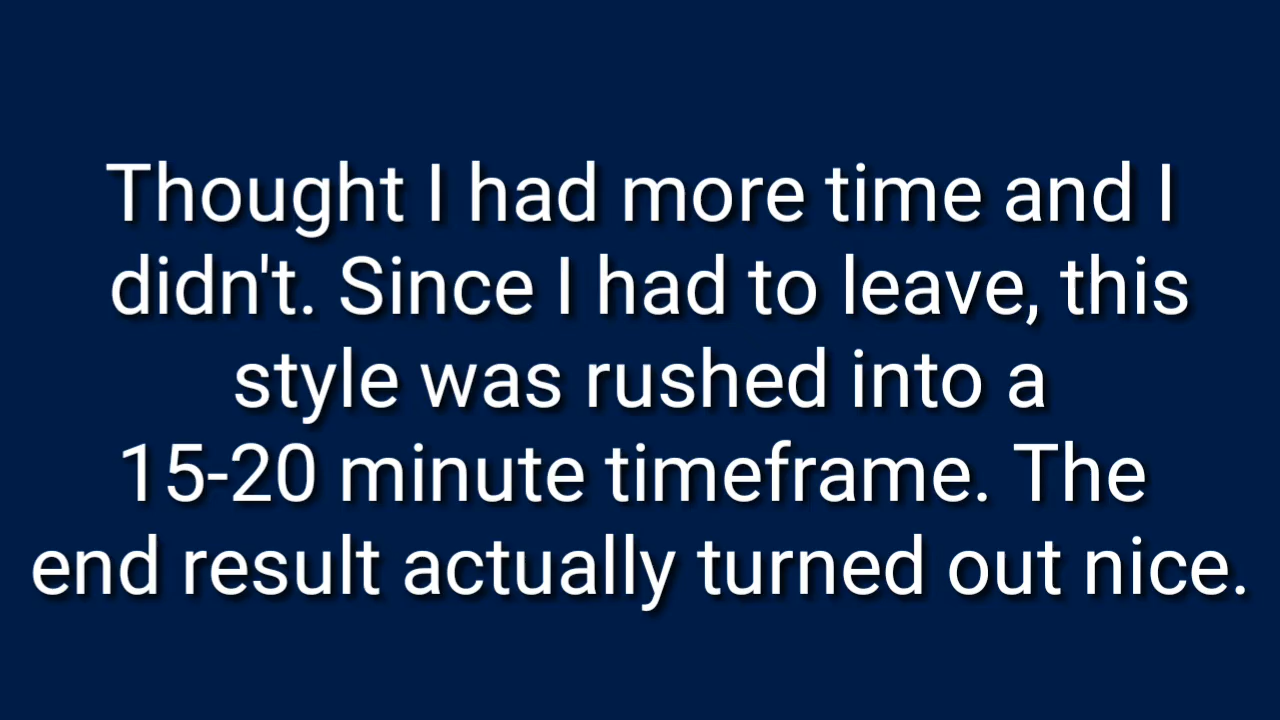 Thought I had more time and I
didn't. Since I had to leave, this
style was rushed into a
15-20 minute timeframe. The
end result actually turned out nice.